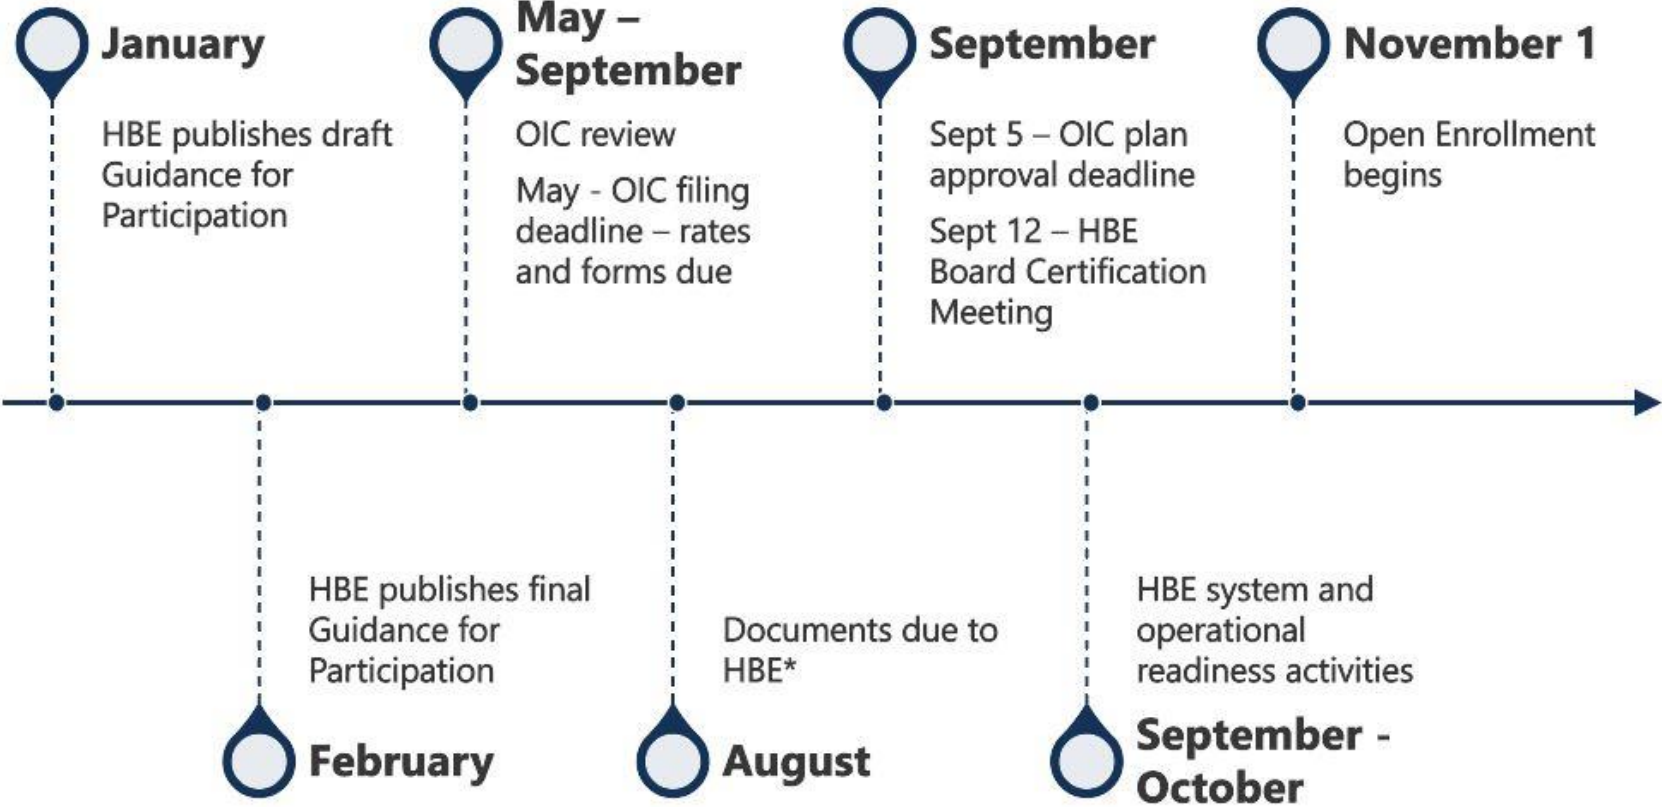 January
HBE publishes draft
Guidance for
Participation
May –
September
OIC review
May - OIC filing
deadline – rates
and forms due
September
Sept 5 – OIC plan
approval deadline
Sept 12 – HBE
Board Certification
Meeting
November 1
Open Enrollment
begins
HBE publishes final
Guidance for
Participation
February
Documents due to
HBE*
August
HBE system and
operational
readiness activities
September -
October